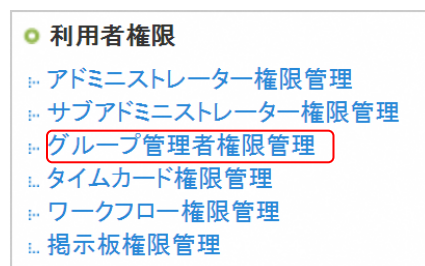 利用者権限
アドミニストレーター権限管理
サブアドミニストレーター権限管理
グループ管理者権限管理
タイムカード権限管理
ワークフロー権限管理
掲示板権限管理